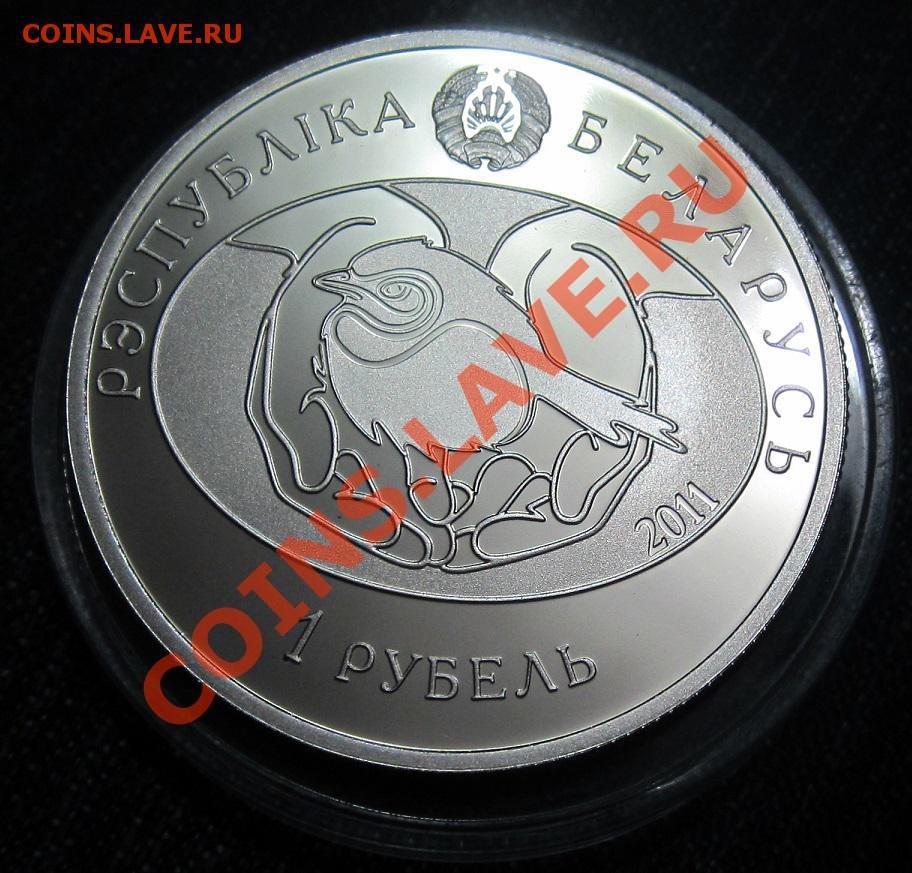 COINS.LAVE.RU
РЭСПУБЛІКА БЕЛАРУСЬ
2011
1 РУБЕЛЬ
COINS.LAVE.RU